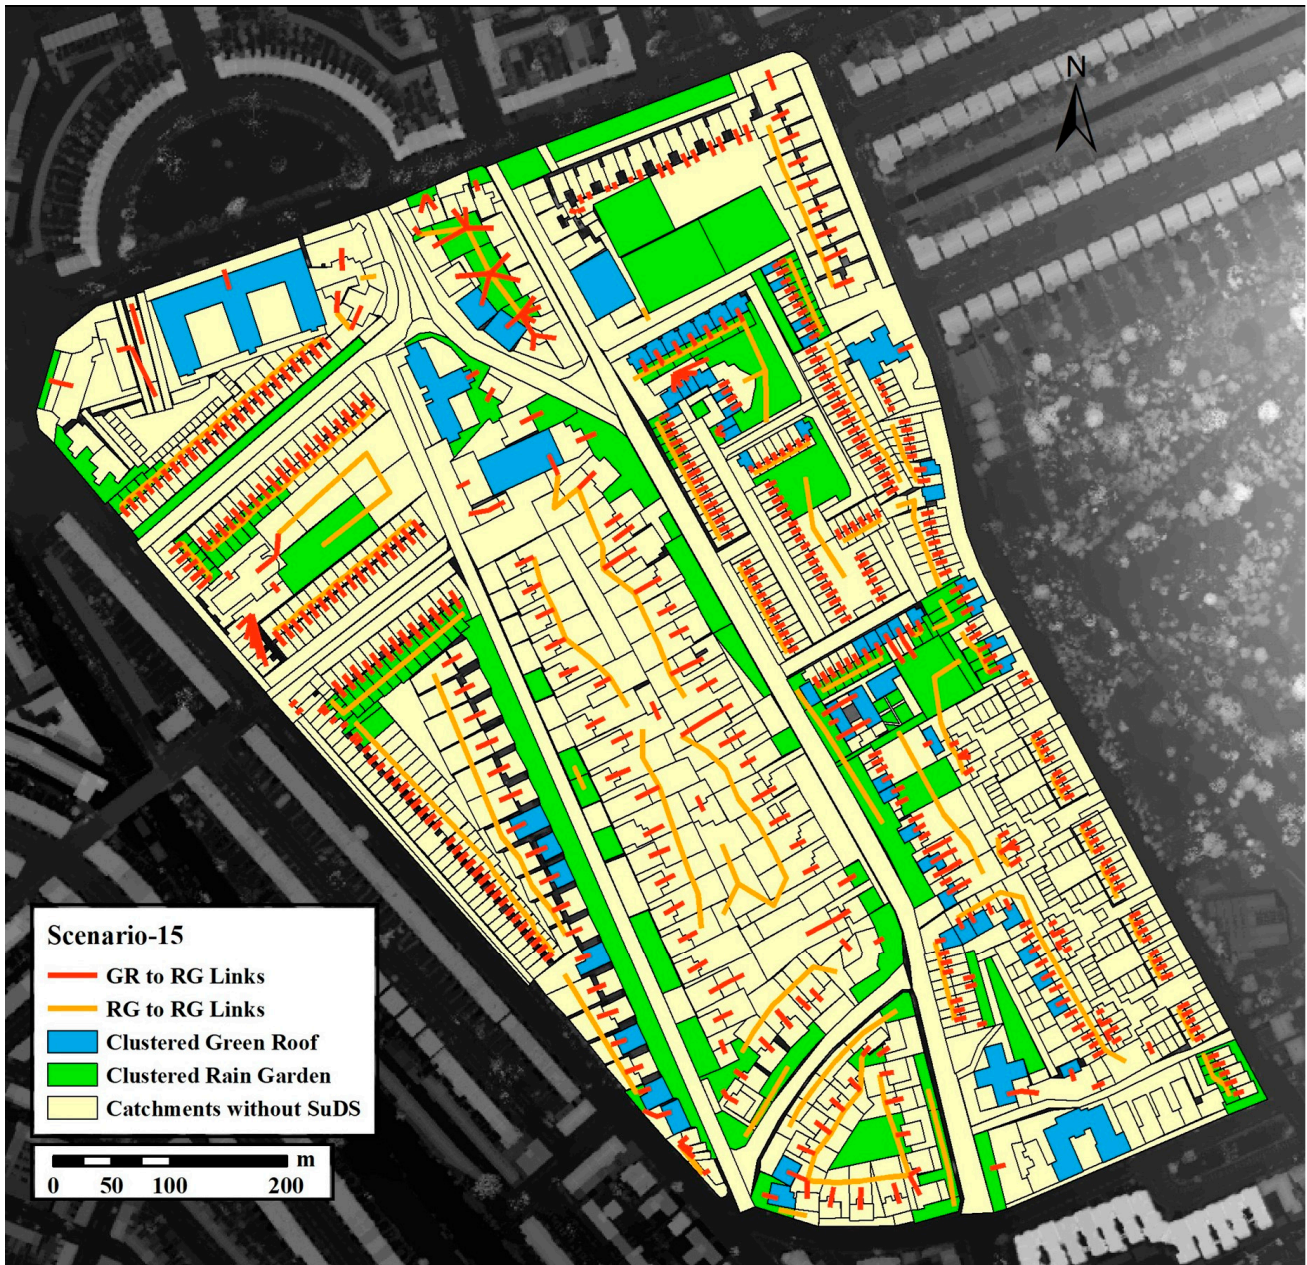 N
Scenario-15
GR to RG Links
RG to RG Links
Clustered Green Roof
Clustered Rain Garden
Catchments without SuDS
m
0 50 100 200